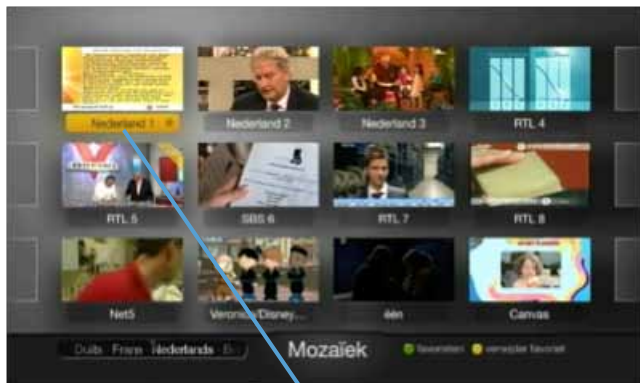 Nederland 1
Nederland 2
Nederland 3
RTL 4
RTL 5
SBS 6
RTL 7
RTL 8
Net5
Veronica/Disney...
één
Canvas
Duits Frans Nederlands
Mozaïek
favorieten
verwijder favoriet